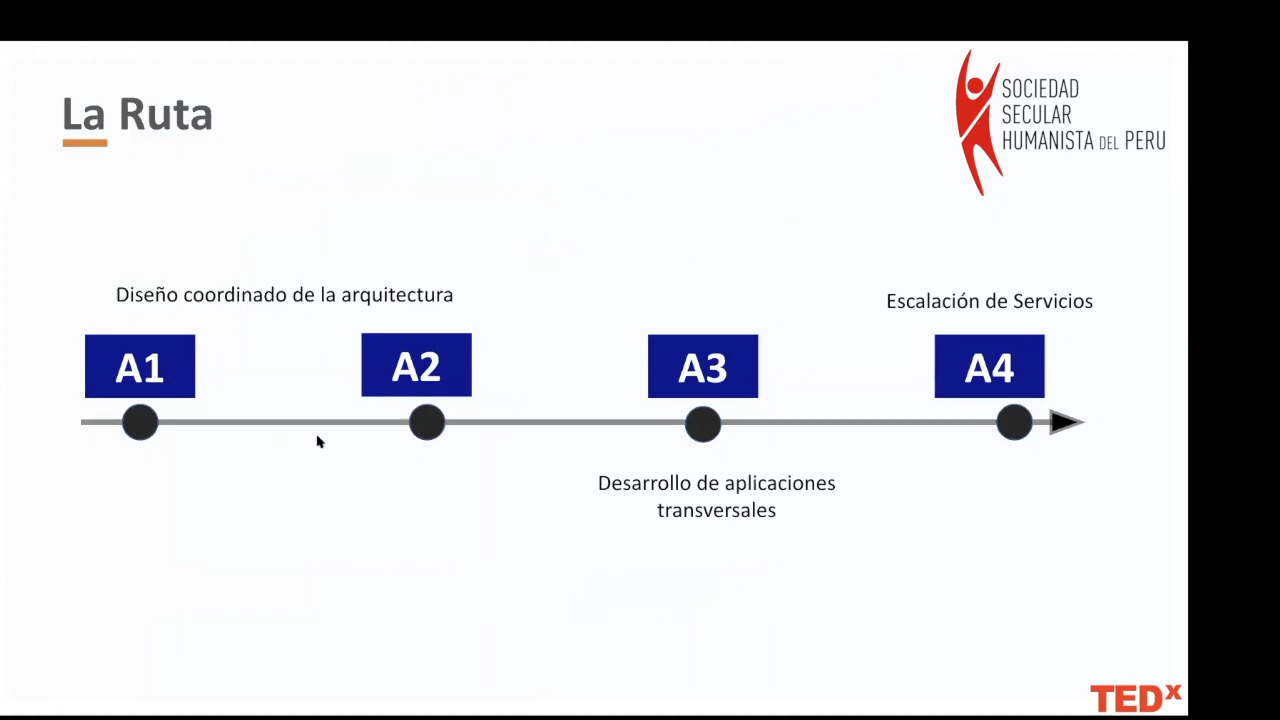 La Ruta
SOCIEDAD
SECULAR
HUMANISTA DEL PERU
Diseño coordinado de la arquitectura
Escalación de Servicios
A1
A2
A3
A4
Desarrollo de aplicaciones
transversales
TEDx